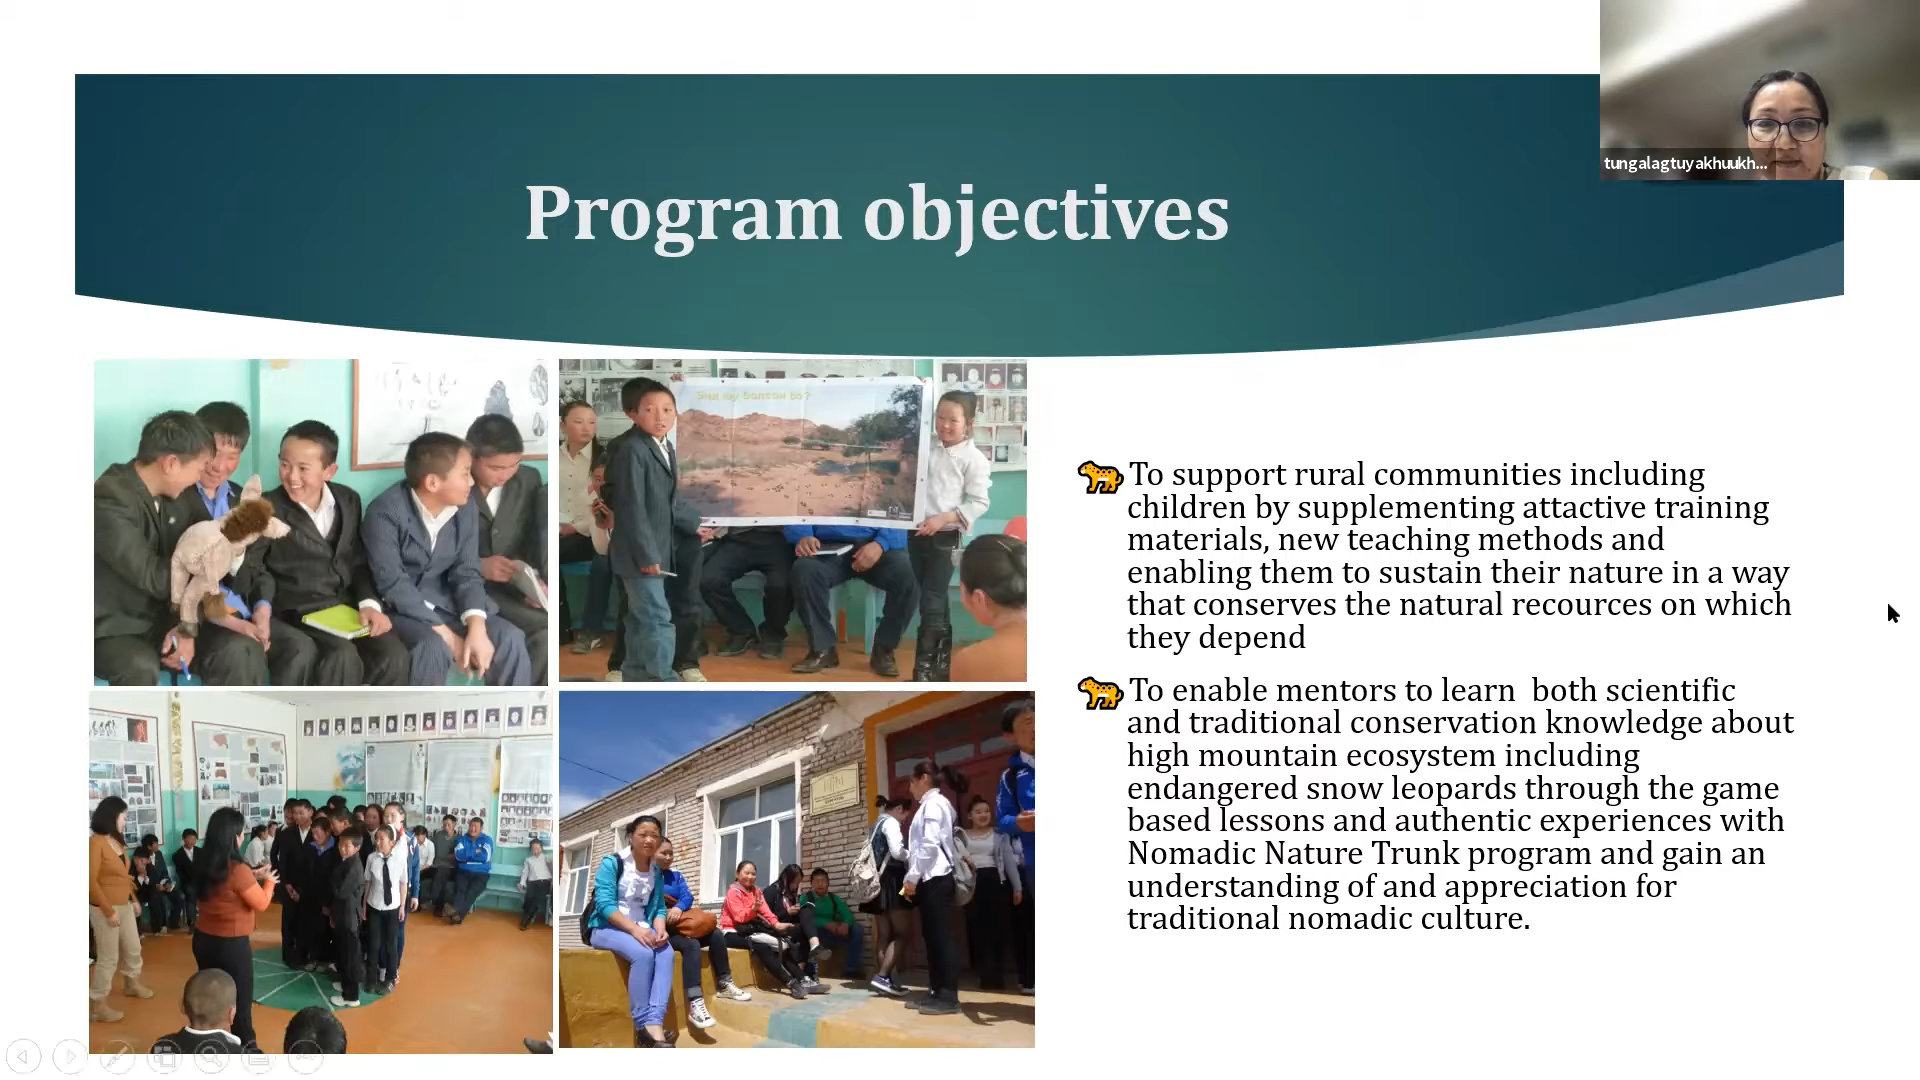 tungalagtuyakhuukh...
Program objectives
Энд юу болсон бэ?
To support rural communities including
children by supplementing attactive training
materials, new teaching methods and
enabling them to sustain their nature in a way
that conserves the natural recources on which
they depend
To enable mentors to learn  both scientific
and traditional conservation knowledge about
high mountain ecosystem including
endangered snow leopards through the game
based lessons and authentic experiences with
Nomadic Nature Trunk program and gain an
understanding of and appreciation for
traditional nomadic culture.